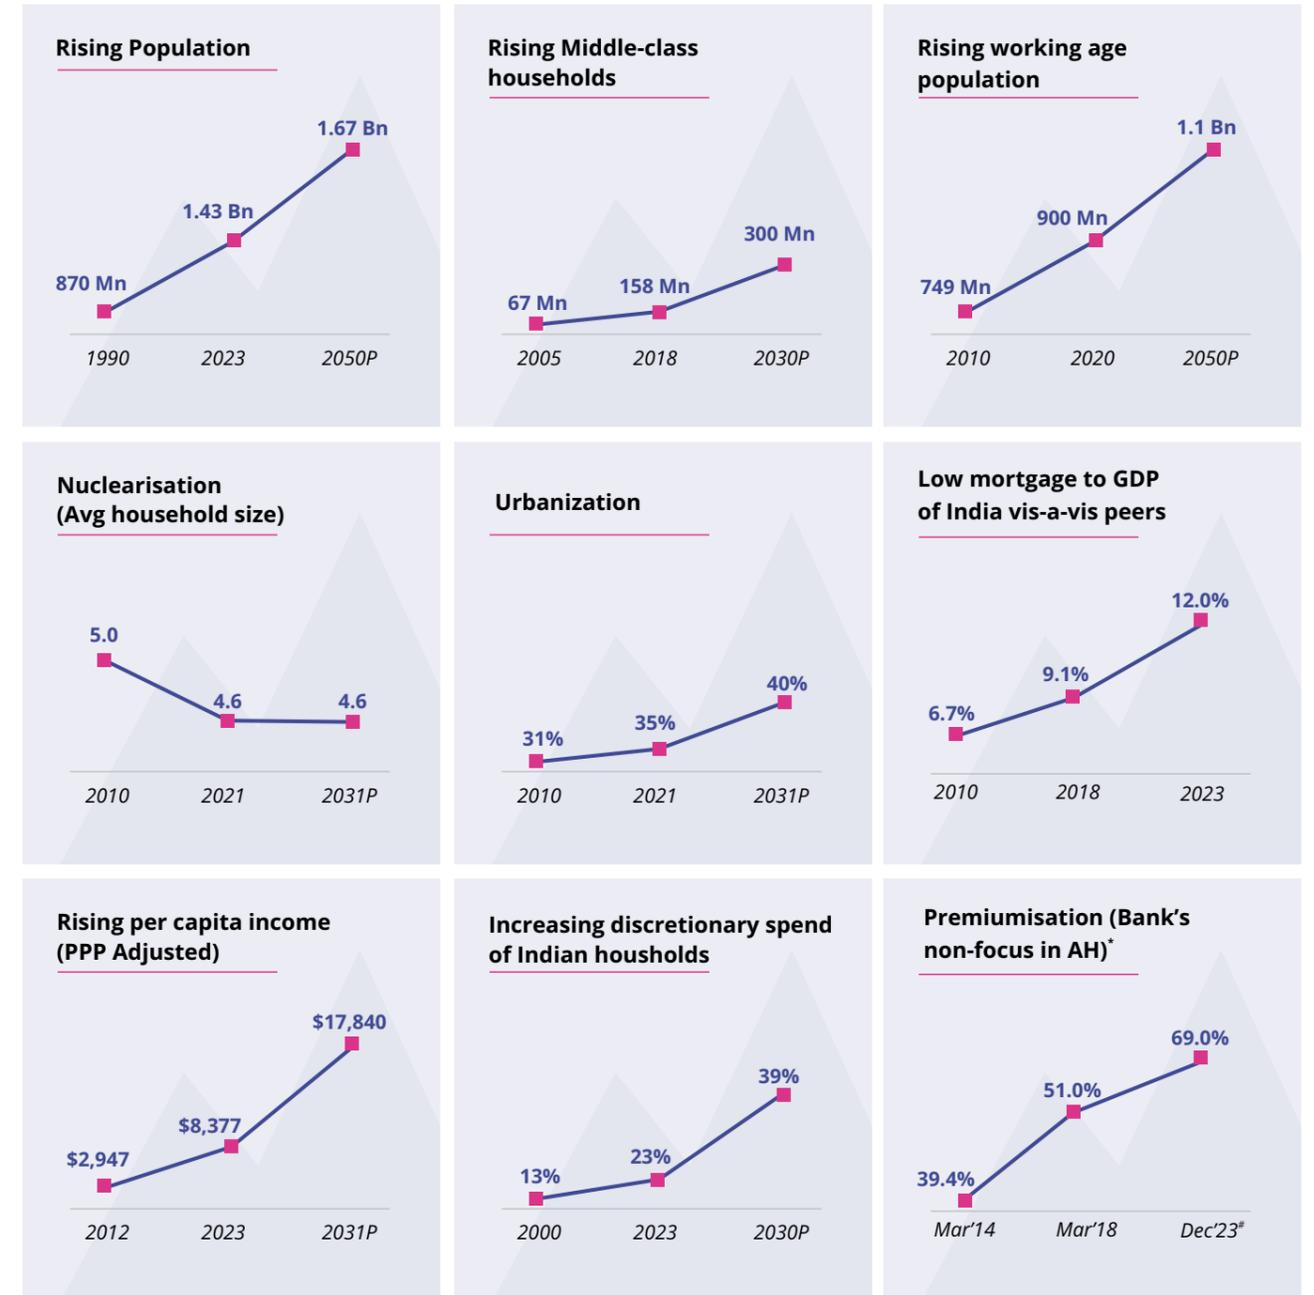 Rising Population
1.67 Bn
1.43 Bn
870 Mn
1990 2023 2050P
Rising Middle-class
households
300 Mn
158 Mn
67 Mn
2005 2018 2030P
Rising working age
population
1.1 Bn
900 Mn
749 Mn
2010 2020 2050P
Nuclearisation
(Avg household size)
5.0
4.6 4.6
2010 2021 2031P
Urbanization
40%
35%
31%
2010 2021 2031P
Low mortgage to GDP
of India vis-a-vis peers
12.0%
9.1%
6.7%
2010 2018 2023
Rising per capita income
(PPP Adjusted)
$17,840
$8,377
$2,947
2012 2023 2031P
Increasing discretionary spend
of Indian housholds
39%
23%
13%
2000 2023 2030P
Premiumisation (Bank’s
non-focus in AH)*
69.0%
51.0%
39.4%
Mar’14 Mar’18 Dec’23#